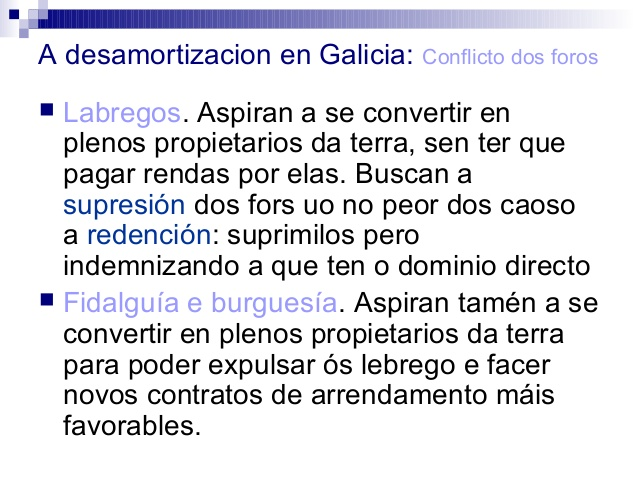 A desamortizacion en Galicia: Conflicto dos foros
Labregos. Aspiran a se convertir en
plenos propietarios da terra, sen ter que
pagar rendas por elas. Buscan a
supresión dos fors uo no peor dos caoso
a redención: suprimilos pero
indemnizando a que ten o dominio directo
Fidalguía e burguesía. Aspiran tamén a se
convertir en plenos propietarios da terra
para poder expulsar ós lebrego e facer
novos contratos de arrendamento máis
favorables.